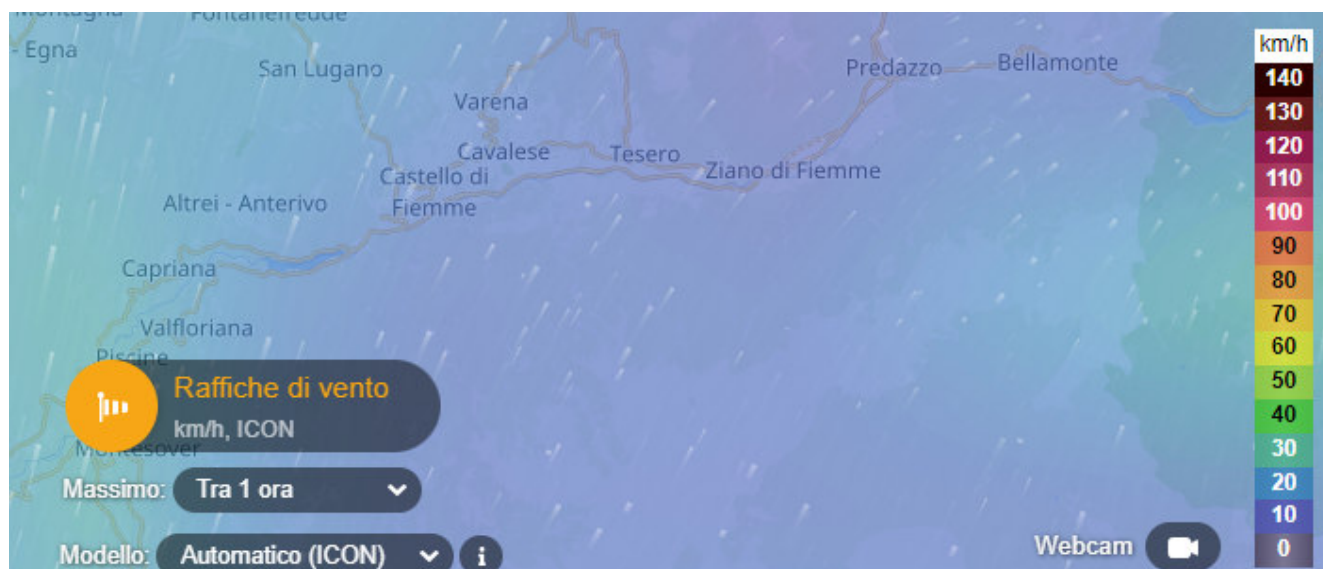 Fontanefredde
- Egna
San Lugano
Predazzo
Bellamonte
Varena
Cavalese
Tesero
Ziano di Fiemme
Castello di
Fiemme
Altrei - Anterivo
Capriana
Valfloriana
Piscine
Raffiche di vento
km/h, ICON
Massimo: Tra 1 ora
Modello: Automatico (ICON) i
Webcam
km/h
140
130
120
110
100
90
80
70
60
50
40
30
20
10
0